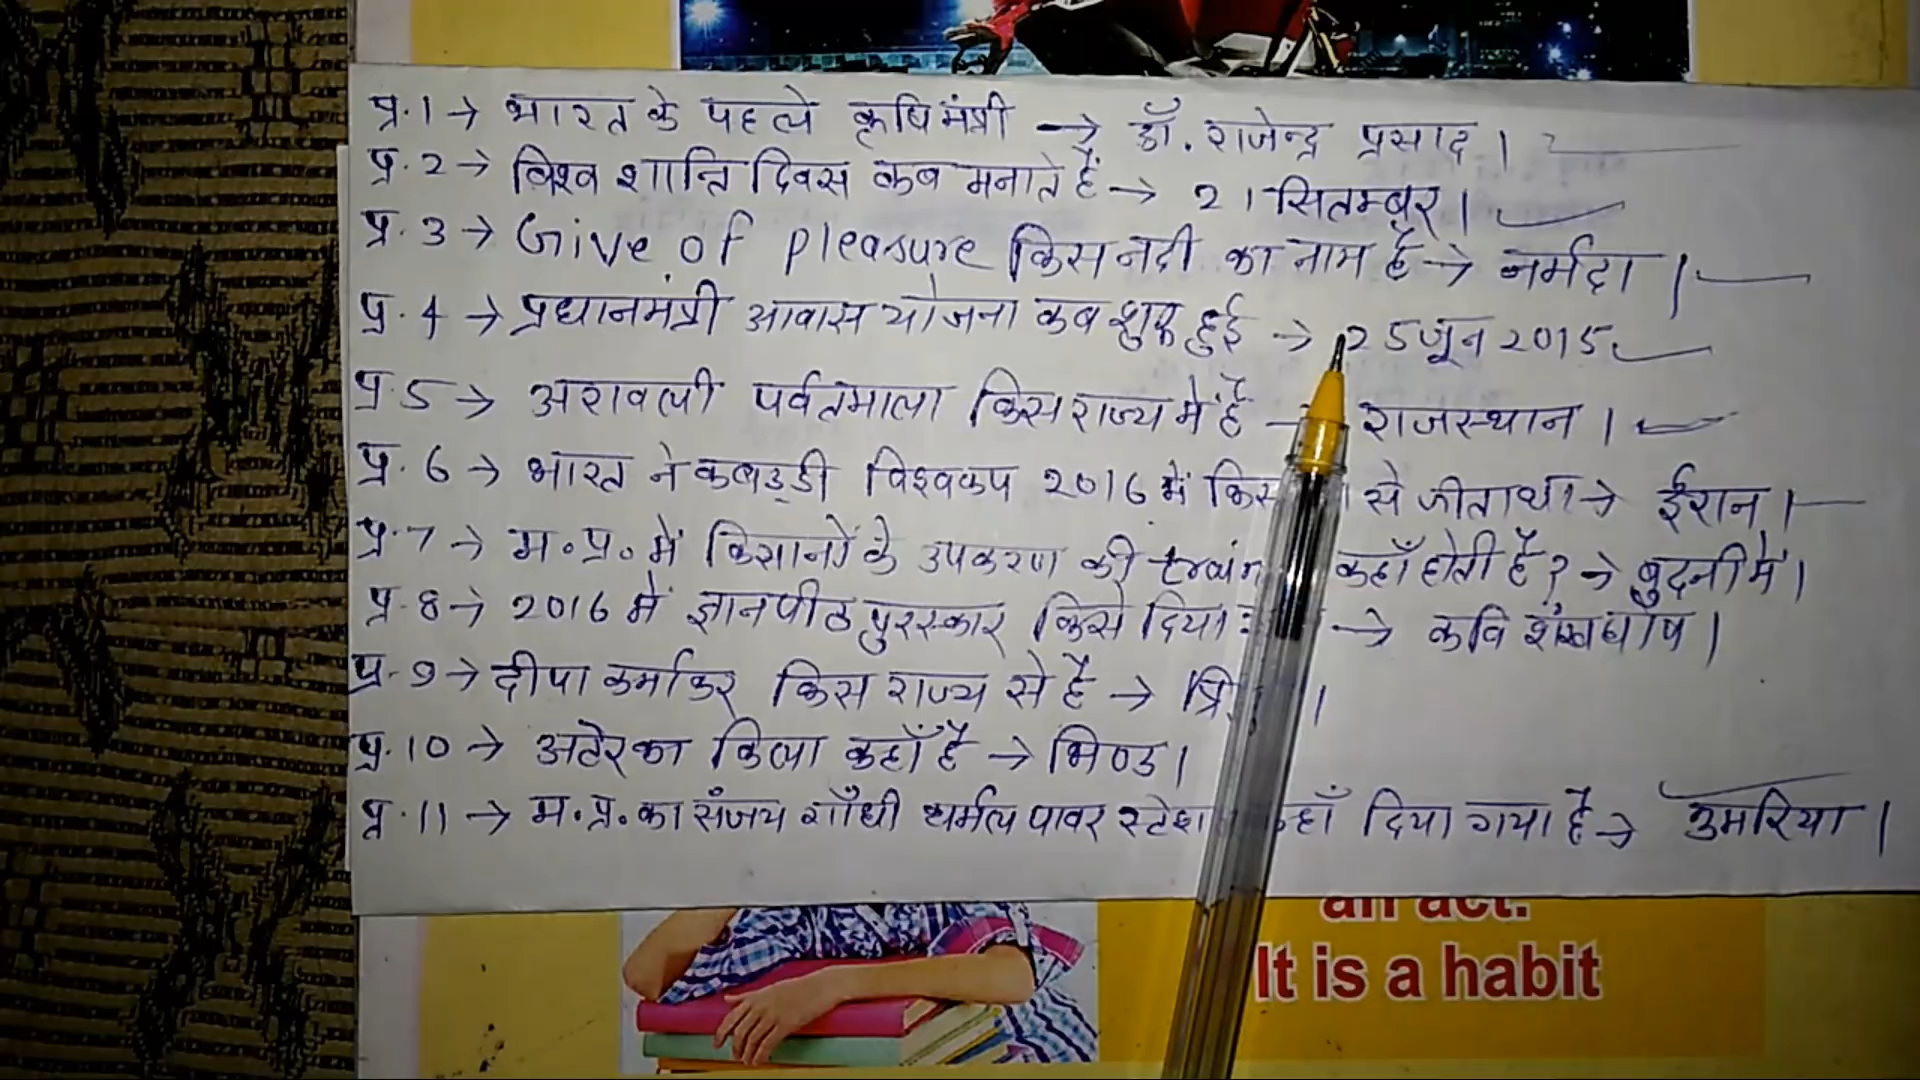 प्र.1→ भारत के पहले कृषि मंत्री → डॉ. राजेन्द्र प्रसाद।
प्र.2→ विश्व शान्ति दिवस कब मनाते हैं → 21 सितम्बर।
प्र.3→ Give of pleasure किस नदी का नाम है → नर्मदा।
प्र.4→ प्रधानमंत्री आवास योजना कब शुरू हुई → 25 जून 2015
प्र.5→ अरावली पर्वतमाला किस राज्य में है → राजस्थान।
प्र.6→ भारत ने कबड्डी विश्वकप 2016 में किस से जीता था→ ईरान।
प्र.7→ म.प्र. में किसानों के उपकरण की कहाँ होती है?→ बुदनी में।
प्र.8→ 2016 में ज्ञानपीठ पुरस्कार किसे दिया → कवि शंख घोष।
प्र.9→ दीपा कर्माकर किस राज्य से है →
प्र.10→ अटेर का किला कहाँ है → भिण्ड।
प्र.11→ म.प्र. का संजय गाँधी थर्मल पावर दिया गया है→ उमरिया।
an act.
It is a habit